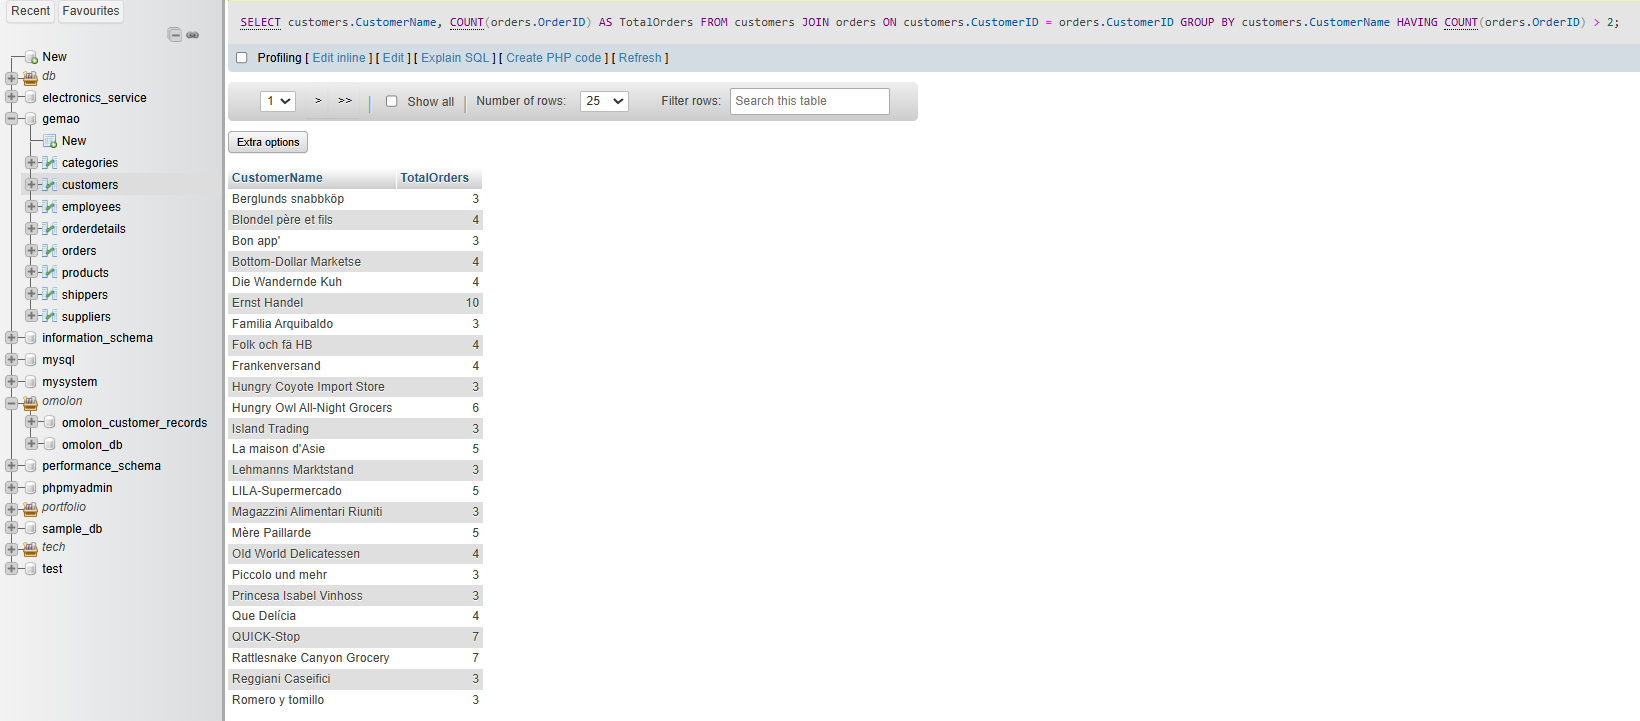 Recent Favourites
New
db
electronics_service
gemao
New
categories
customers
employees
orderdetails
orders
products
shippers
suppliers
information_schema
mysql
mysystem
omolon
omolon_customer_records
omolon_db
performance_schema
phpmyadmin
portfolio
sample_db
tech
test
SELECT customers.CustomerName, COUNT(orders.OrderID) AS TotalOrders FROM customers JOIN orders ON customers.CustomerID = orders.CustomerID GROUP BY customers.CustomerName HAVING COUNT(orders.OrderID) > 2;
Profiling [ Edit inline ] [ Edit ] [ Explain SQL ] [ Create PHP code ] [ Refresh ]
1 > >> | Show all | Number of rows: 25 Filter rows: Search this table
Extra options
CustomerName TotalOrders
Berglunds snabbköp 3
Blondel père et fils 4
Bon app' 3
Bottom-Dollar Marketse 4
Die Wandernde Kuh 4
Ernst Handel 10
Familia Arquibaldo 3
Folk och fä HB 4
Frankenversand 4
Hungry Coyote Import Store 3
Hungry Owl All-Night Grocers 6
Island Trading 3
La maison d'Asie 5
Lehmanns Marktstand 3
LILA-Supermercado 5
Magazzini Alimentari Riuniti 3
Mère Paillarde 5
Old World Delicatessen 4
Piccolo und mehr 3
Princesa Isabel Vinhoss 3
Que Delícia 4
QUICK-Stop 7
Rattlesnake Canyon Grocery 7
Reggiani Caseifici 3
Romero y tomillo 3